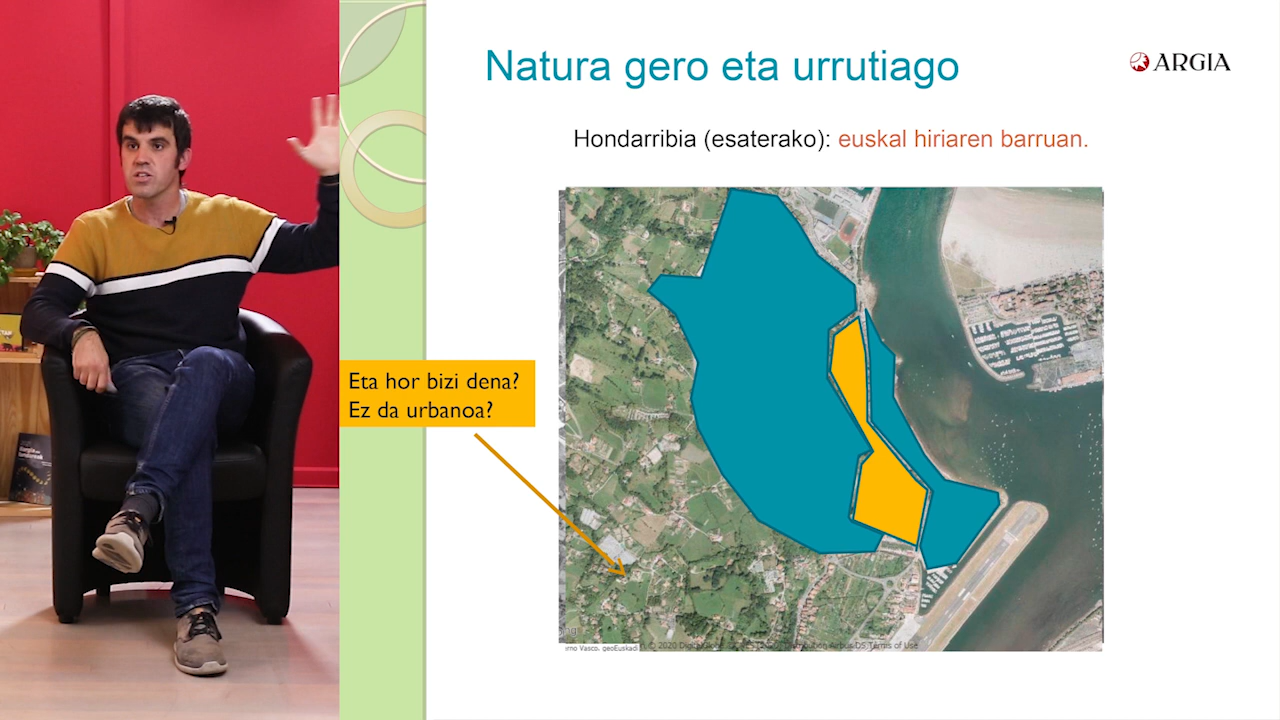 Natura gero eta urrutiago
ARGIA
Hondarribia (esaterako): euskal hiriaren barruan.
Eta hor bizi dena?
Ez da urbanoa?